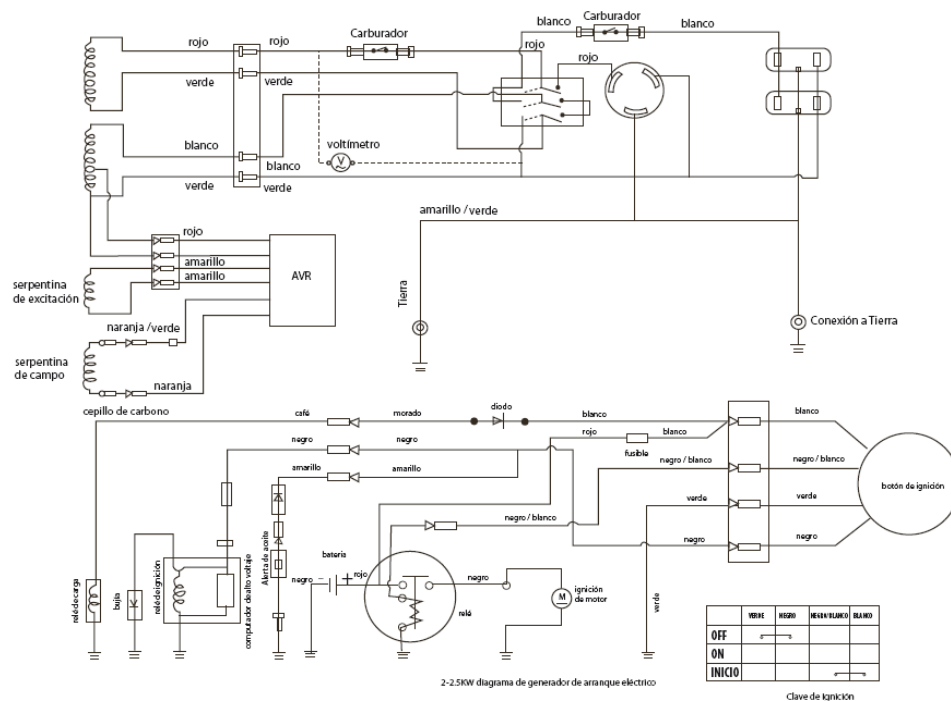 rojo
rojo
Carburador
blanco
Carburador
blanco
rojo
rojo
verde
verde
blanco
voltímetro
V
blanco
verde
verde
amarillo / verde
rojo
amarillo
amarillo
AVR
serpentina
de excitación
Tierra
Conexión a Tierra
naranja / verde
serpentina
de campo
naranja
cepillo de carbono
café
morado
diodo
blanco
blanco
rojo
blanco
fusible
negro
negro
negro / blanco
negro / blanco
amarillo
amarillo
botón de ignición
verde
verde
negro / blanco
negro
negro
relé de carga
bujía
relé de ignición
computador de alto voltaje
Alerta de aceite
negro
batería
- +
rojo
negro
relé
M
ignición
de motor
verde
VERDE NEGRO NEGRO/BLANCO BLANCO
OFF
ON
INICIO
2-2.5KW diagrama de generador de arranque eléctrico
Clave de ignición